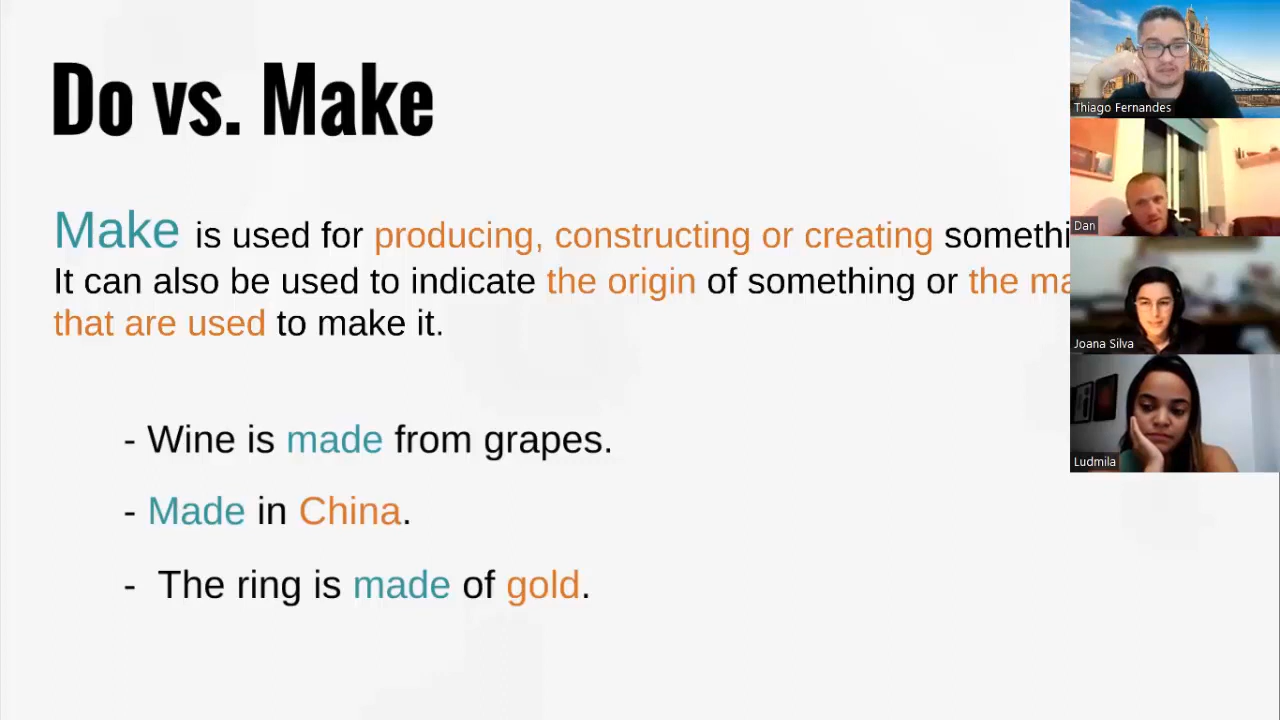 Do vs. Make
Make is used for producing, constructing or creating somethi
It can also be used to indicate the origin of something or the ma
that are used to make it.
- Wine is made from grapes.
- Made in China.
- The ring is made of gold.
Thiago Fernandes
Dan
Joana Silva
Ludmila